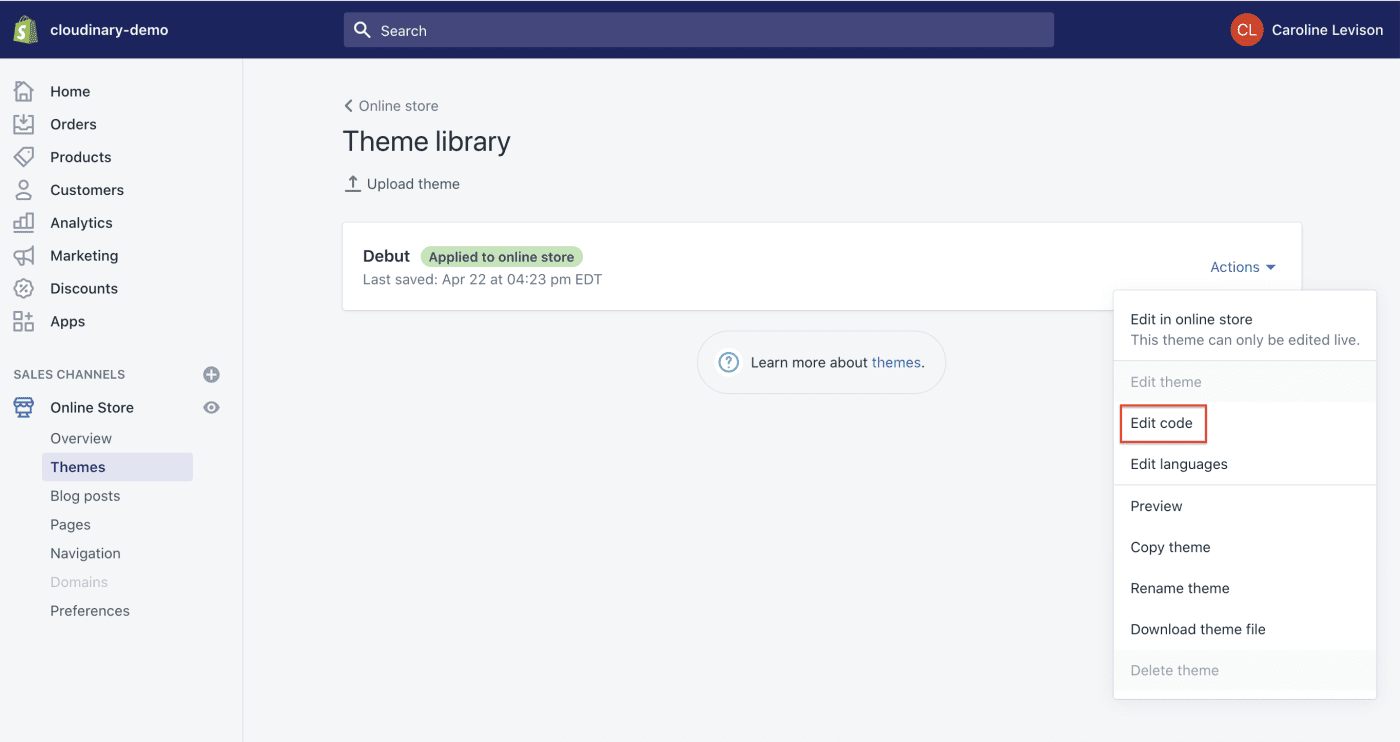 cloudinary-demo
Search
CL Caroline Levison
Home
Orders
Products
Customers
Analytics
Marketing
Discounts
Apps
SALES CHANNELS
Online Store
Overview
Themes
Blog posts
Pages
Navigation
Domains
Preferences
Online store
Theme library
Upload theme
Debut Applied to online store
Last saved: Apr 22 at 04:23 pm EDT
Actions
Edit in online store
This theme can only be edited live.
Edit theme
Edit code
Edit languages
Preview
Copy theme
Rename theme
Download theme file
Delete theme
? Learn more about themes.